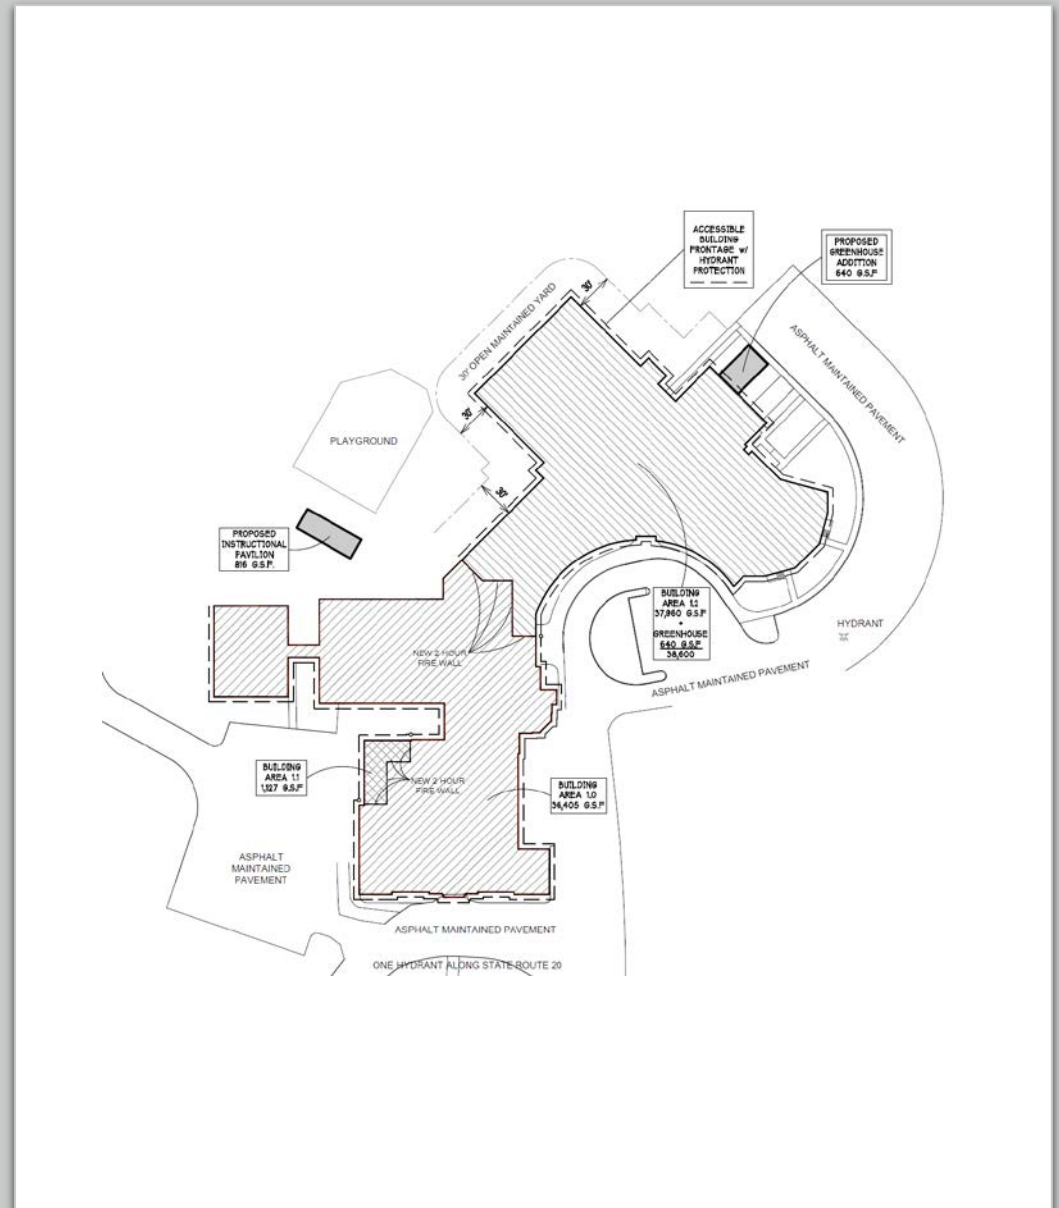 ACCESSIBLE
BUILDING
FRONTAGE w/
HYDRANT
PROTECTION
PROPOSED
GREENHOUSE
ADDITION
640 G.S.F
30'
30' OPEN MAINTAINED YARD
ASPHALT MAINTAINED PAVEMENT
30'
PLAYGROUND
30'
PROPOSED
INSTRUCTIONAL
PAVILION
816 G.S.F.
BUILDING
AREA 1.2
37,960 G.S.F
+
GREENHOUSE
640 G.S.F
38,600
HYDRANT
NEW 2 HOUR
FIRE WALL
ASPHALT MAINTAINED PAVEMENT
BUILDING
AREA 1.1
1,127 G.S.F
NEW 2 HOUR
FIRE WALL
BUILDING
AREA 1.0
36,405 G.S.F
ASPHALT
MAINTAINED
PAVEMENT
ASPHALT MAINTAINED PAVEMENT
ONE HYDRANT ALONG STATE ROUTE 20